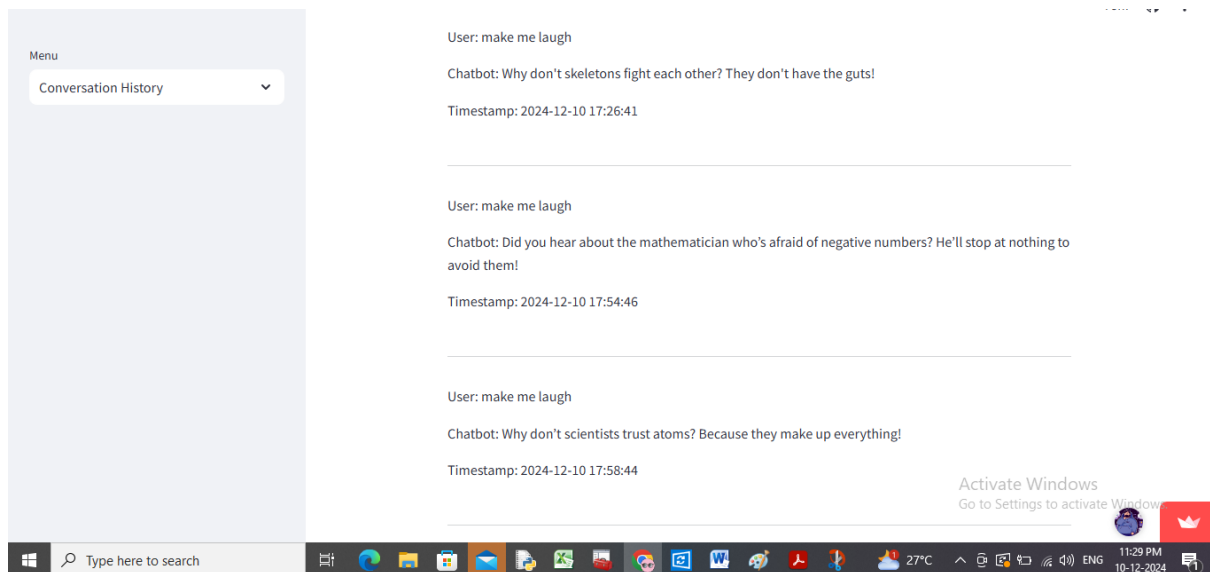 Menu
Conversation History
User: make me laugh
Chatbot: Why don't skeletons fight each other? They don't have the guts!
Timestamp: 2024-12-10 17:26:41
User: make me laugh
Chatbot: Did you hear about the mathematician who’s afraid of negative numbers? He’ll stop at nothing to
avoid them!
Timestamp: 2024-12-10 17:54:46
User: make me laugh
Chatbot: Why don’t scientists trust atoms? Because they make up everything!
Timestamp: 2024-12-10 17:58:44
Activate Windows
Go to Settings to activate Windows
Type here to search
27°C
ENG
11:29 PM
10-12-2024
1